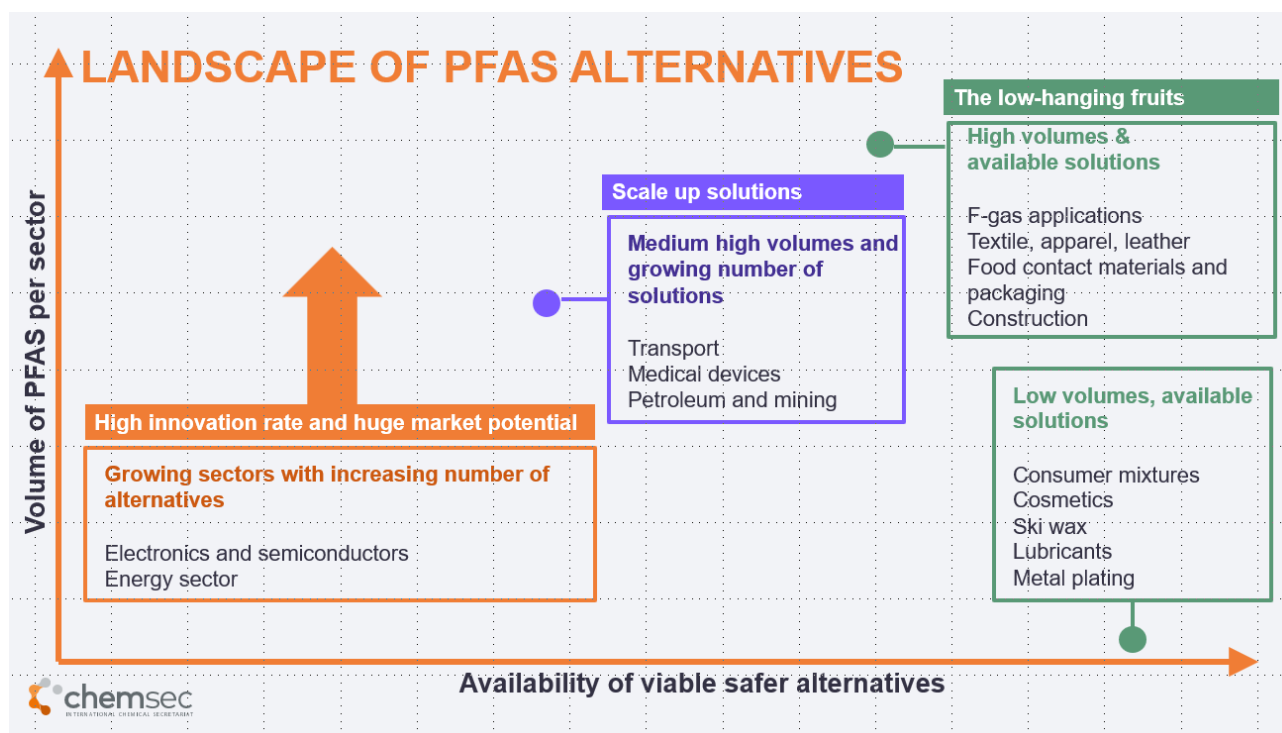 LANDSCAPE OF PFAS ALTERNATIVES
Volume of PFAS per sector
The low-hanging fruits
High volumes &
available solutions
F-gas applications
Textile, apparel, leather
Food contact materials and
packaging
Construction
Scale up solutions
Medium high volumes and
growing number of
solutions
Transport
Medical devices
Petroleum and mining
High innovation rate and huge market potential
Growing sectors with increasing number of
alternatives
Electronics and semiconductors
Energy sector
Low volumes, available
solutions
Consumer mixtures
Cosmetics
Ski wax
Lubricants
Metal plating
Availability of viable safer alternatives
chemsec
INTERNATIONAL CHEMICAL SECRETARIAT